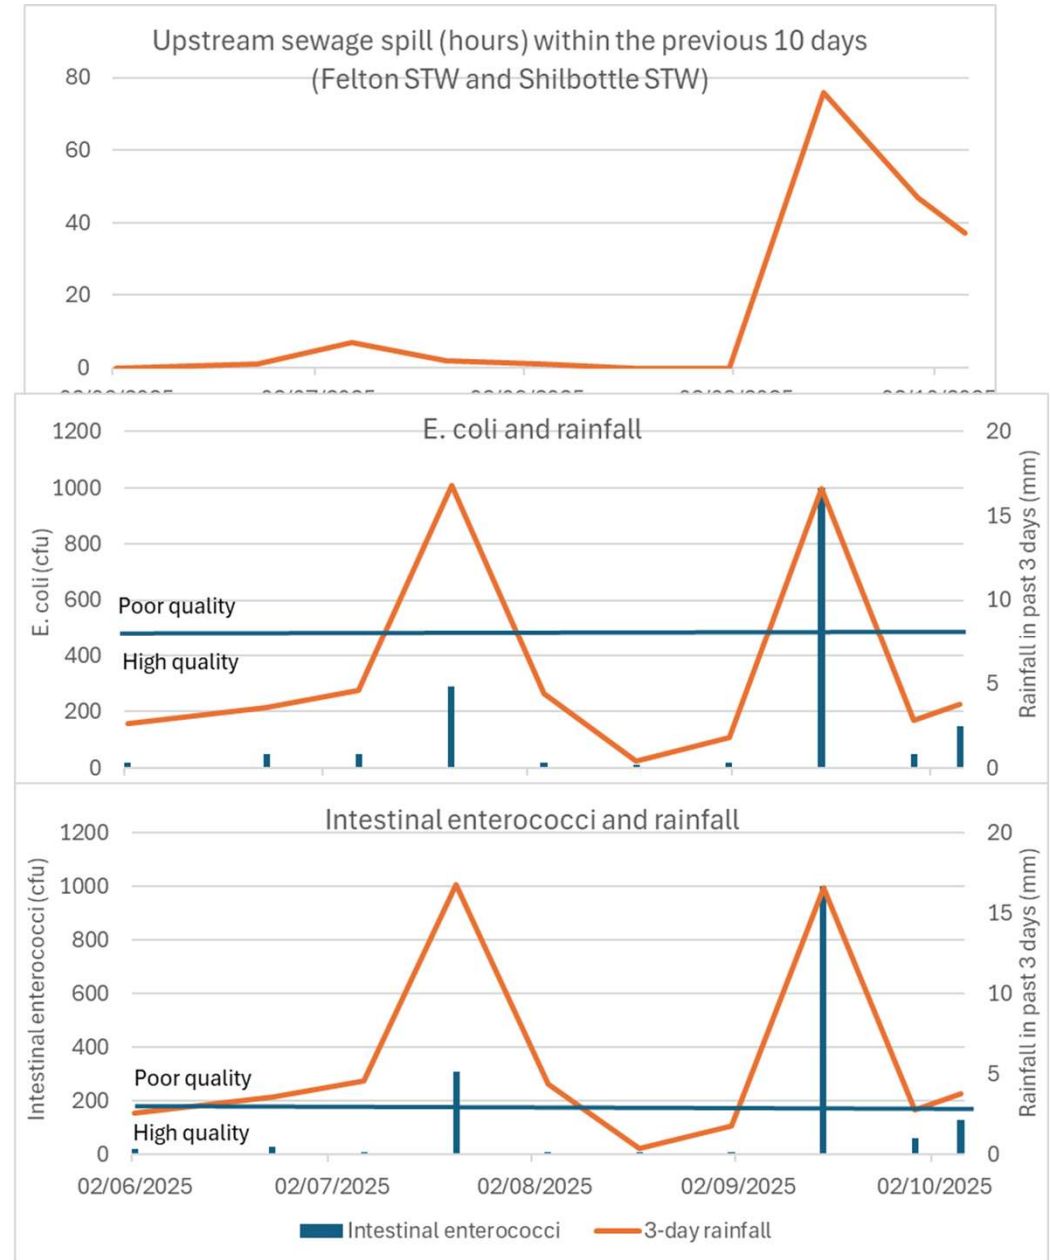 Upstream sewage spill (hours) within the previous 10 days
(Felton STW and Shilbottle STW)
80
60
40
20
0
E. coli and rainfall
1200
1000
800
600
400
200
0
E. coli (cfu)
Poor quality
High quality
20
15
10
5
0
Rainfall in past 3 days (mm)
Intestinal enterococci and rainfall
1200
1000
800
600
400
200
0
Intestinal enterococci (cfu)
Poor quality
High quality
20
15
10
5
0
Rainfall in past 3 days (mm)
02/06/2025 02/07/2025 02/08/2025 02/09/2025 02/10/2025
Intestinal enterococci 3-day rainfall